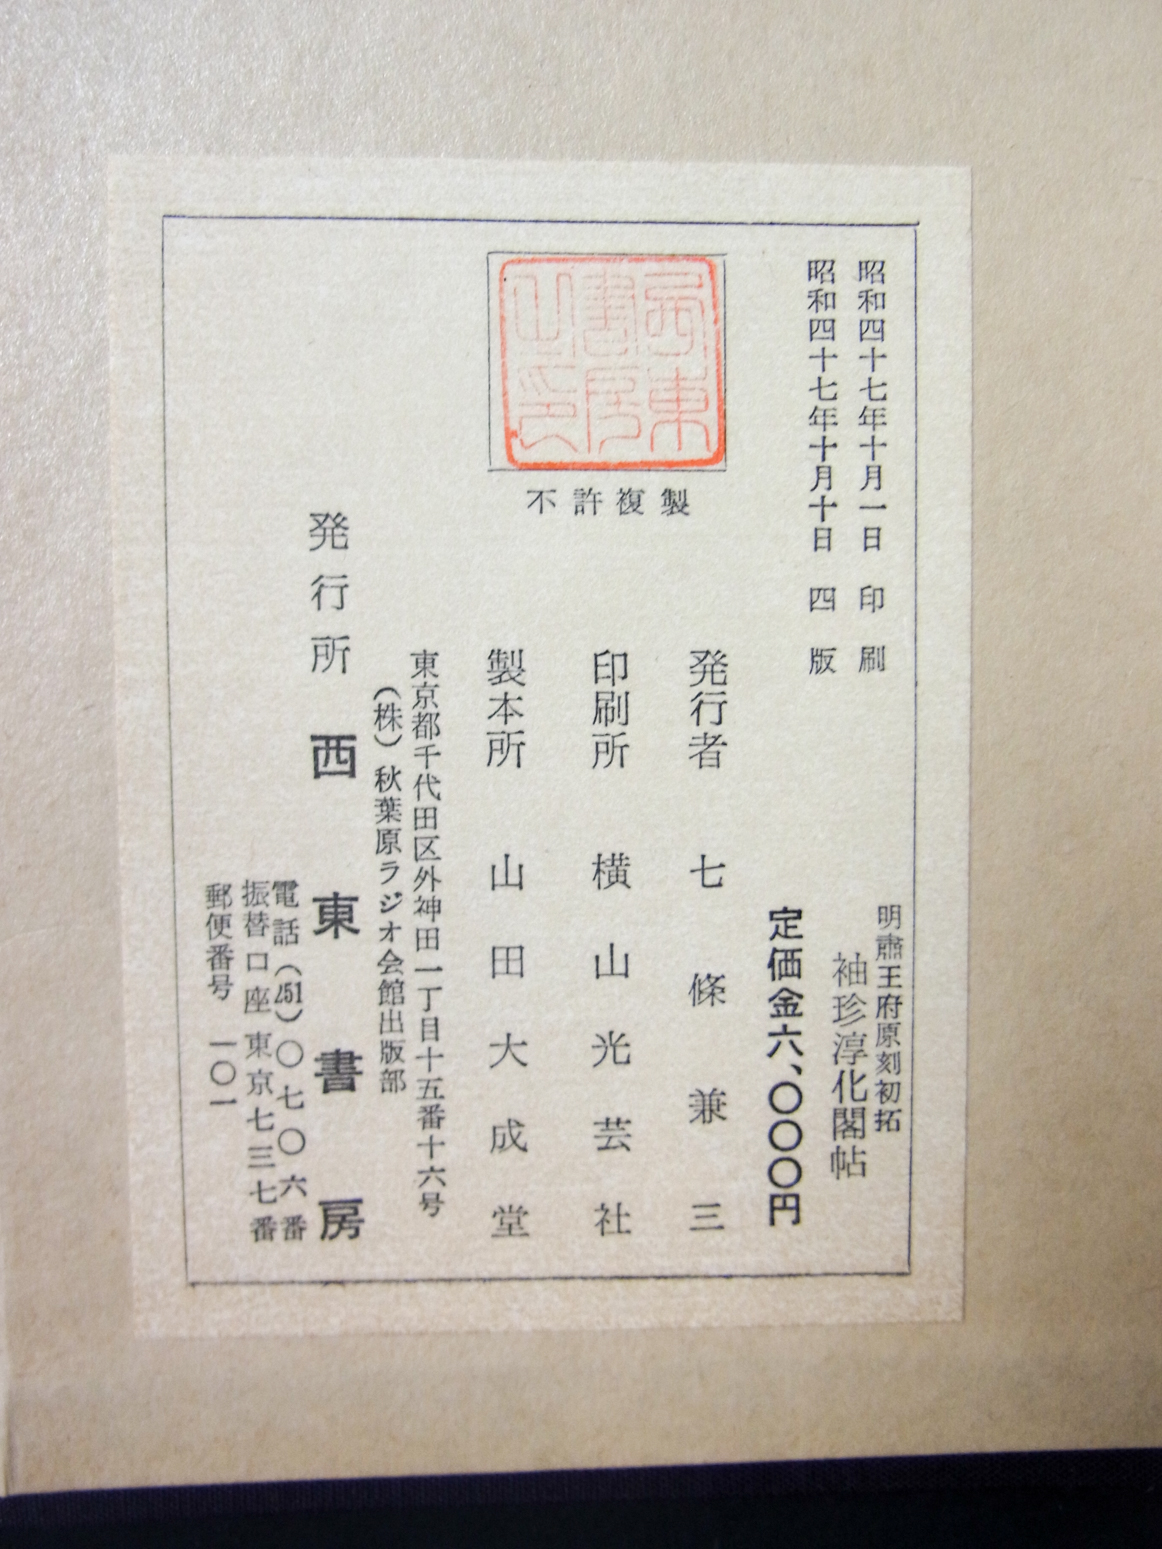 昭和四十七年十月一日 印刷
昭和四十七年十月十日 四版
明肅王府原刻初拓
袖珍淳化閣帖
定価金六、〇〇〇円
西東
書房
之印
不許複製
発行者 七條兼三
印刷所 横山光芸社
製本所 山田大成堂
東京都千代田区外神田一丁目十五番十六号
(株)秋葉原ラジオ会館出版部
発行所 西東書房
電話(251)〇七〇六番
振替口座東京七三七番
郵便番号 一〇一